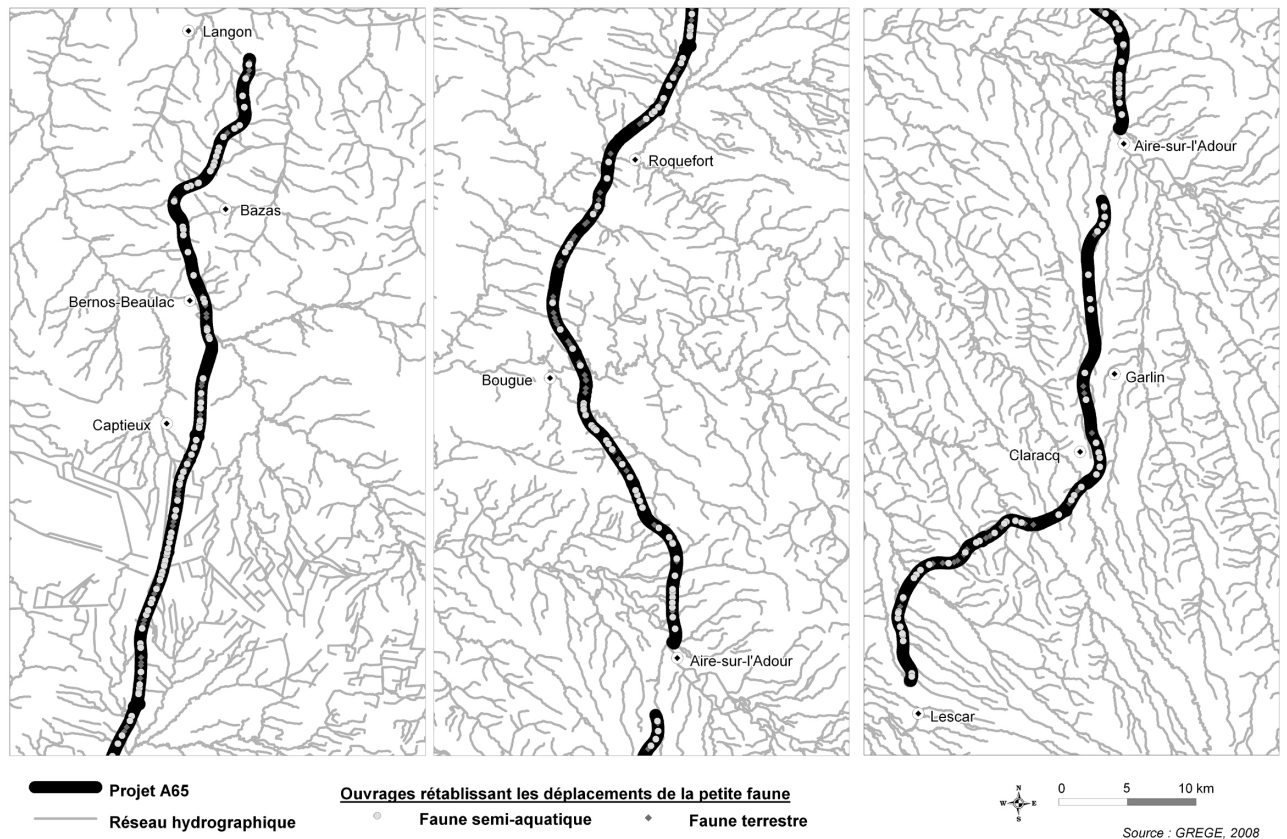 Langon
Bazas
Bernos-Beaulac
Captieux
Roquefort
Bougue
Aire-sur-l'Adour
Aire-sur-l'Adour
Garlin
Claracq
Lescar
Projet A65
Réseau hydrographique
Ouvrages rétablissant les déplacements de la petite faune
Faune semi-aquatique
Faune terrestre
N
W E
S
0 5 10 km
Source : GREGE, 2008